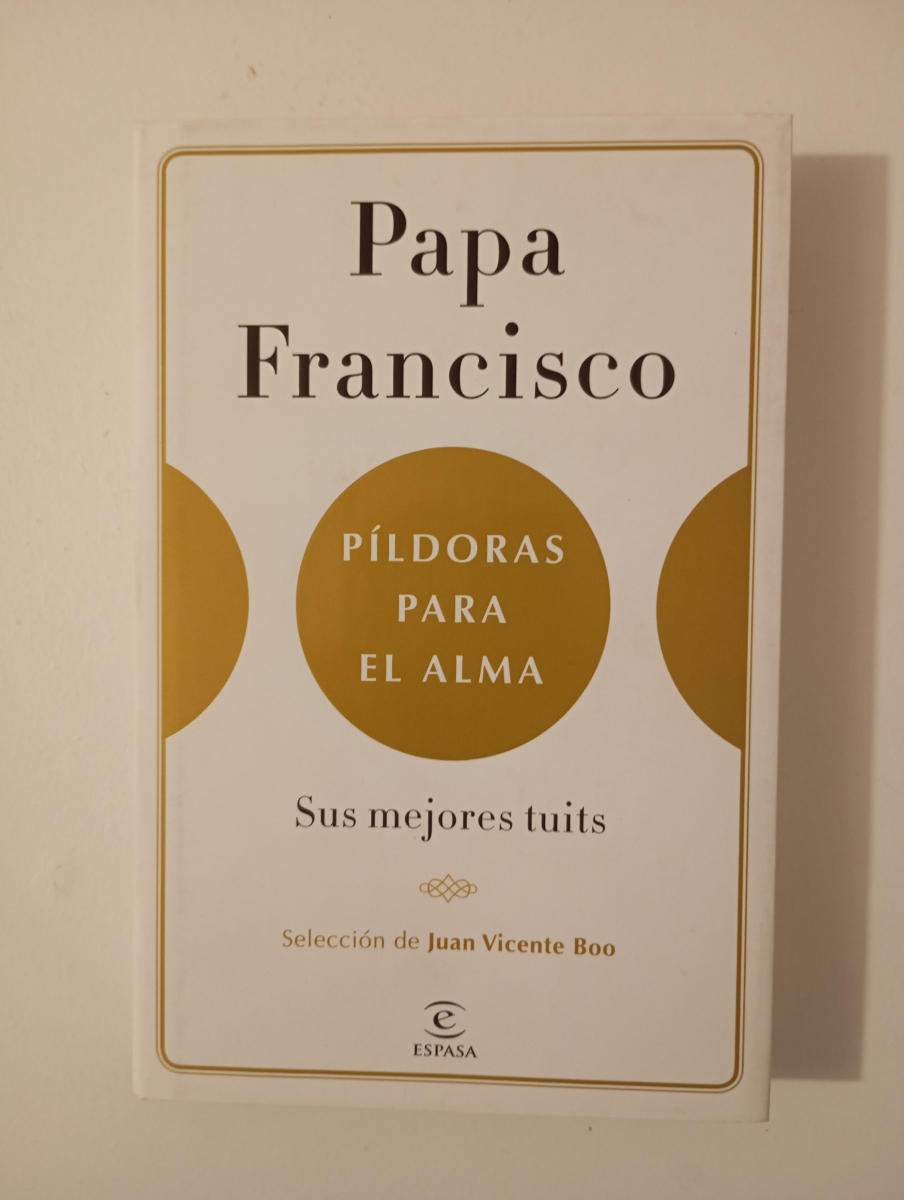 Papa
Francisco
PÍLDORAS
PARA
EL ALMA
Sus mejores tuits
Selección de Juan Vicente Boo
e
ESPASA